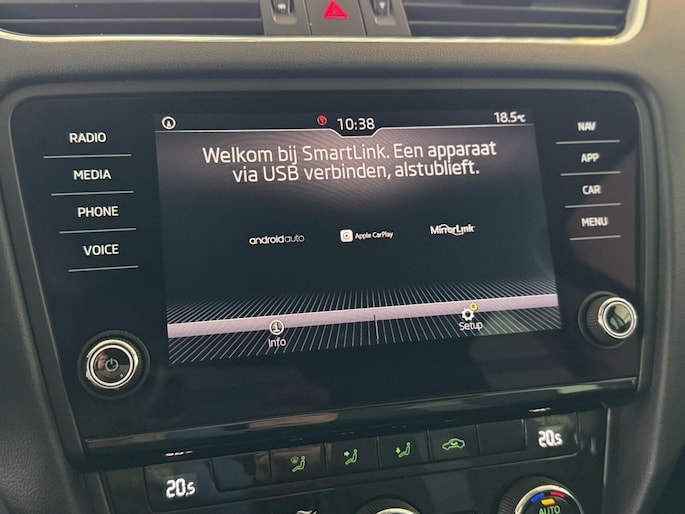 10:38
18.5°C
RADIO
MEDIA
PHONE
VOICE
Welkom bij SmartLink. Een apparaat
via USB verbinden, alstublieft.
androidauto
Apple CarPlay
MirrorLink
Info
Setup
NAV
APP
CAR
MENU
20.5
20.5
AUTO